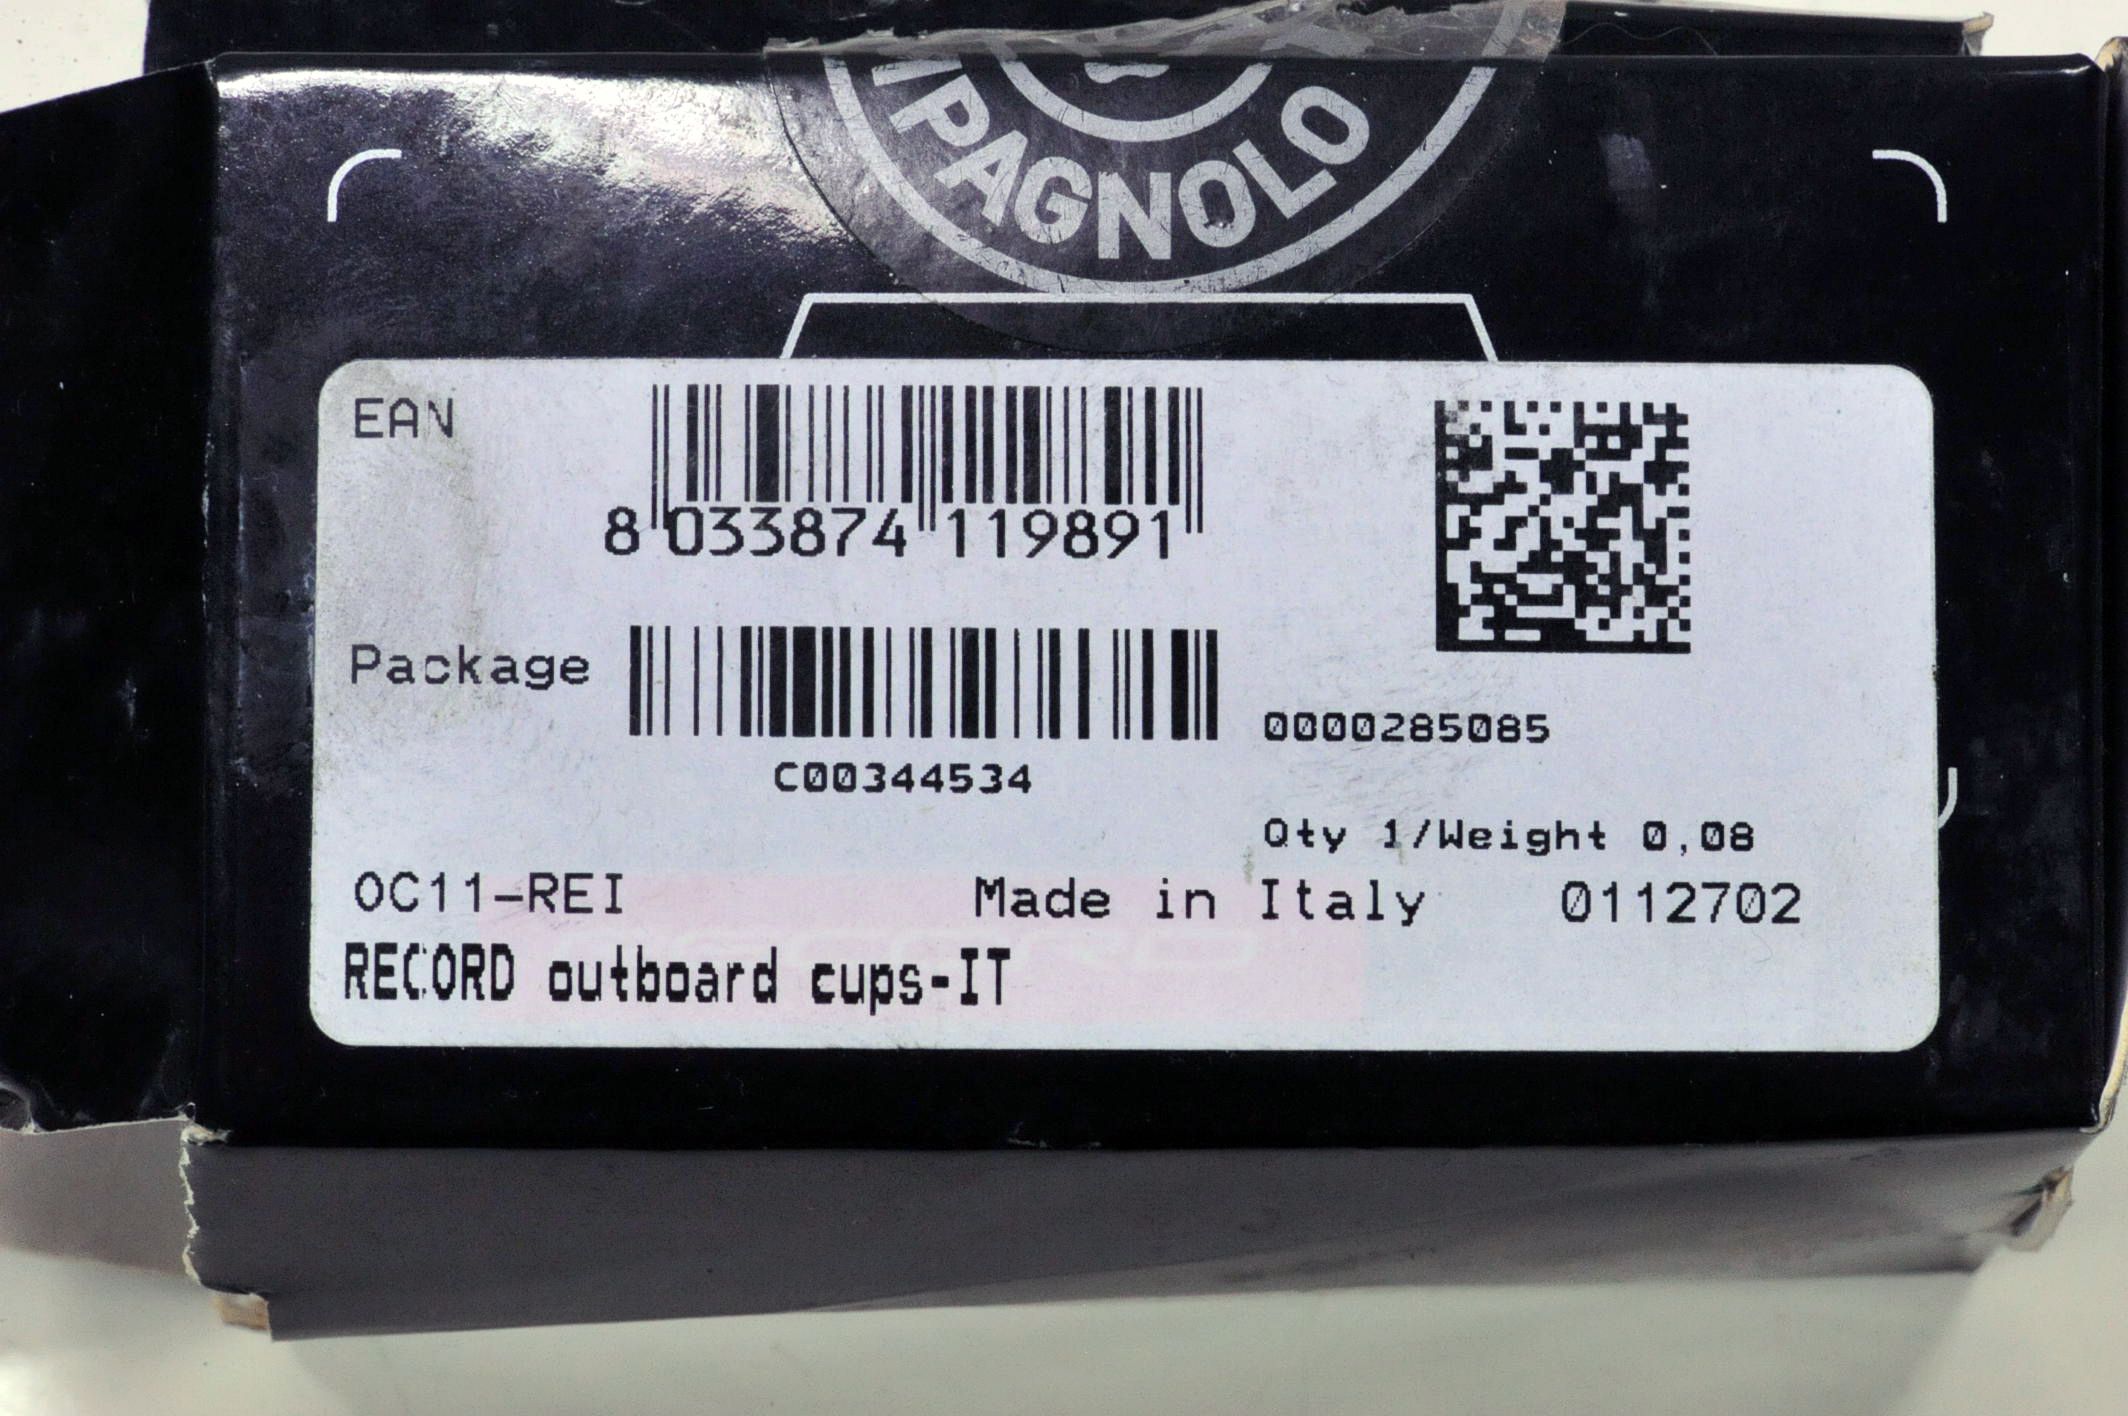 MPAGNOLO
EAN
8 033874 119891
Package
0000285085
C00344534
Qty 1/Weight 0,08
OC11-REI Made in Italy 0112702
RECORD outboard cups-IT